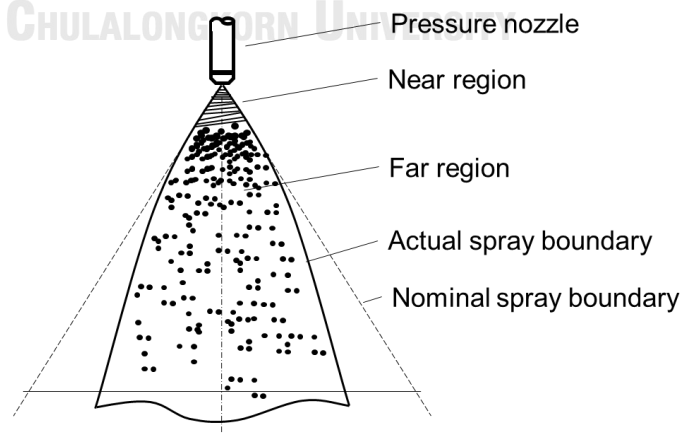 CHULALONGKORN UNIVERSITY
Pressure nozzle
Near region
Far region
Actual spray boundary
Nominal spray boundary